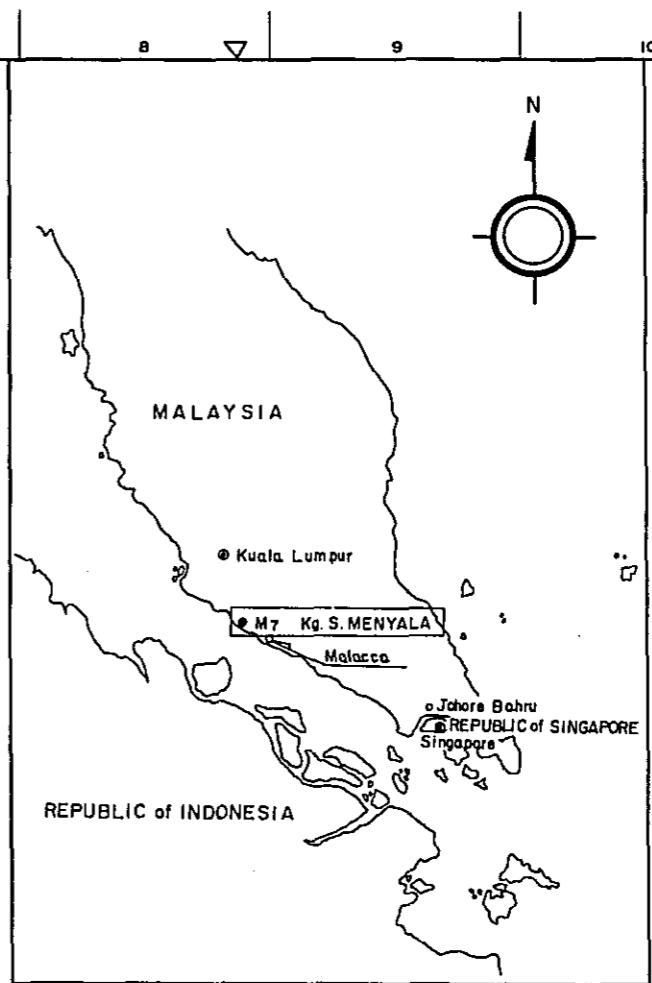 8 9 10
N
MALAYSIA
Kuala Lumpur
M7 Kg. S. MENYALA
Malacca
Johore Bahru
REPUBLIC of SINGAPORE
Singapore
REPUBLIC of INDONESIA